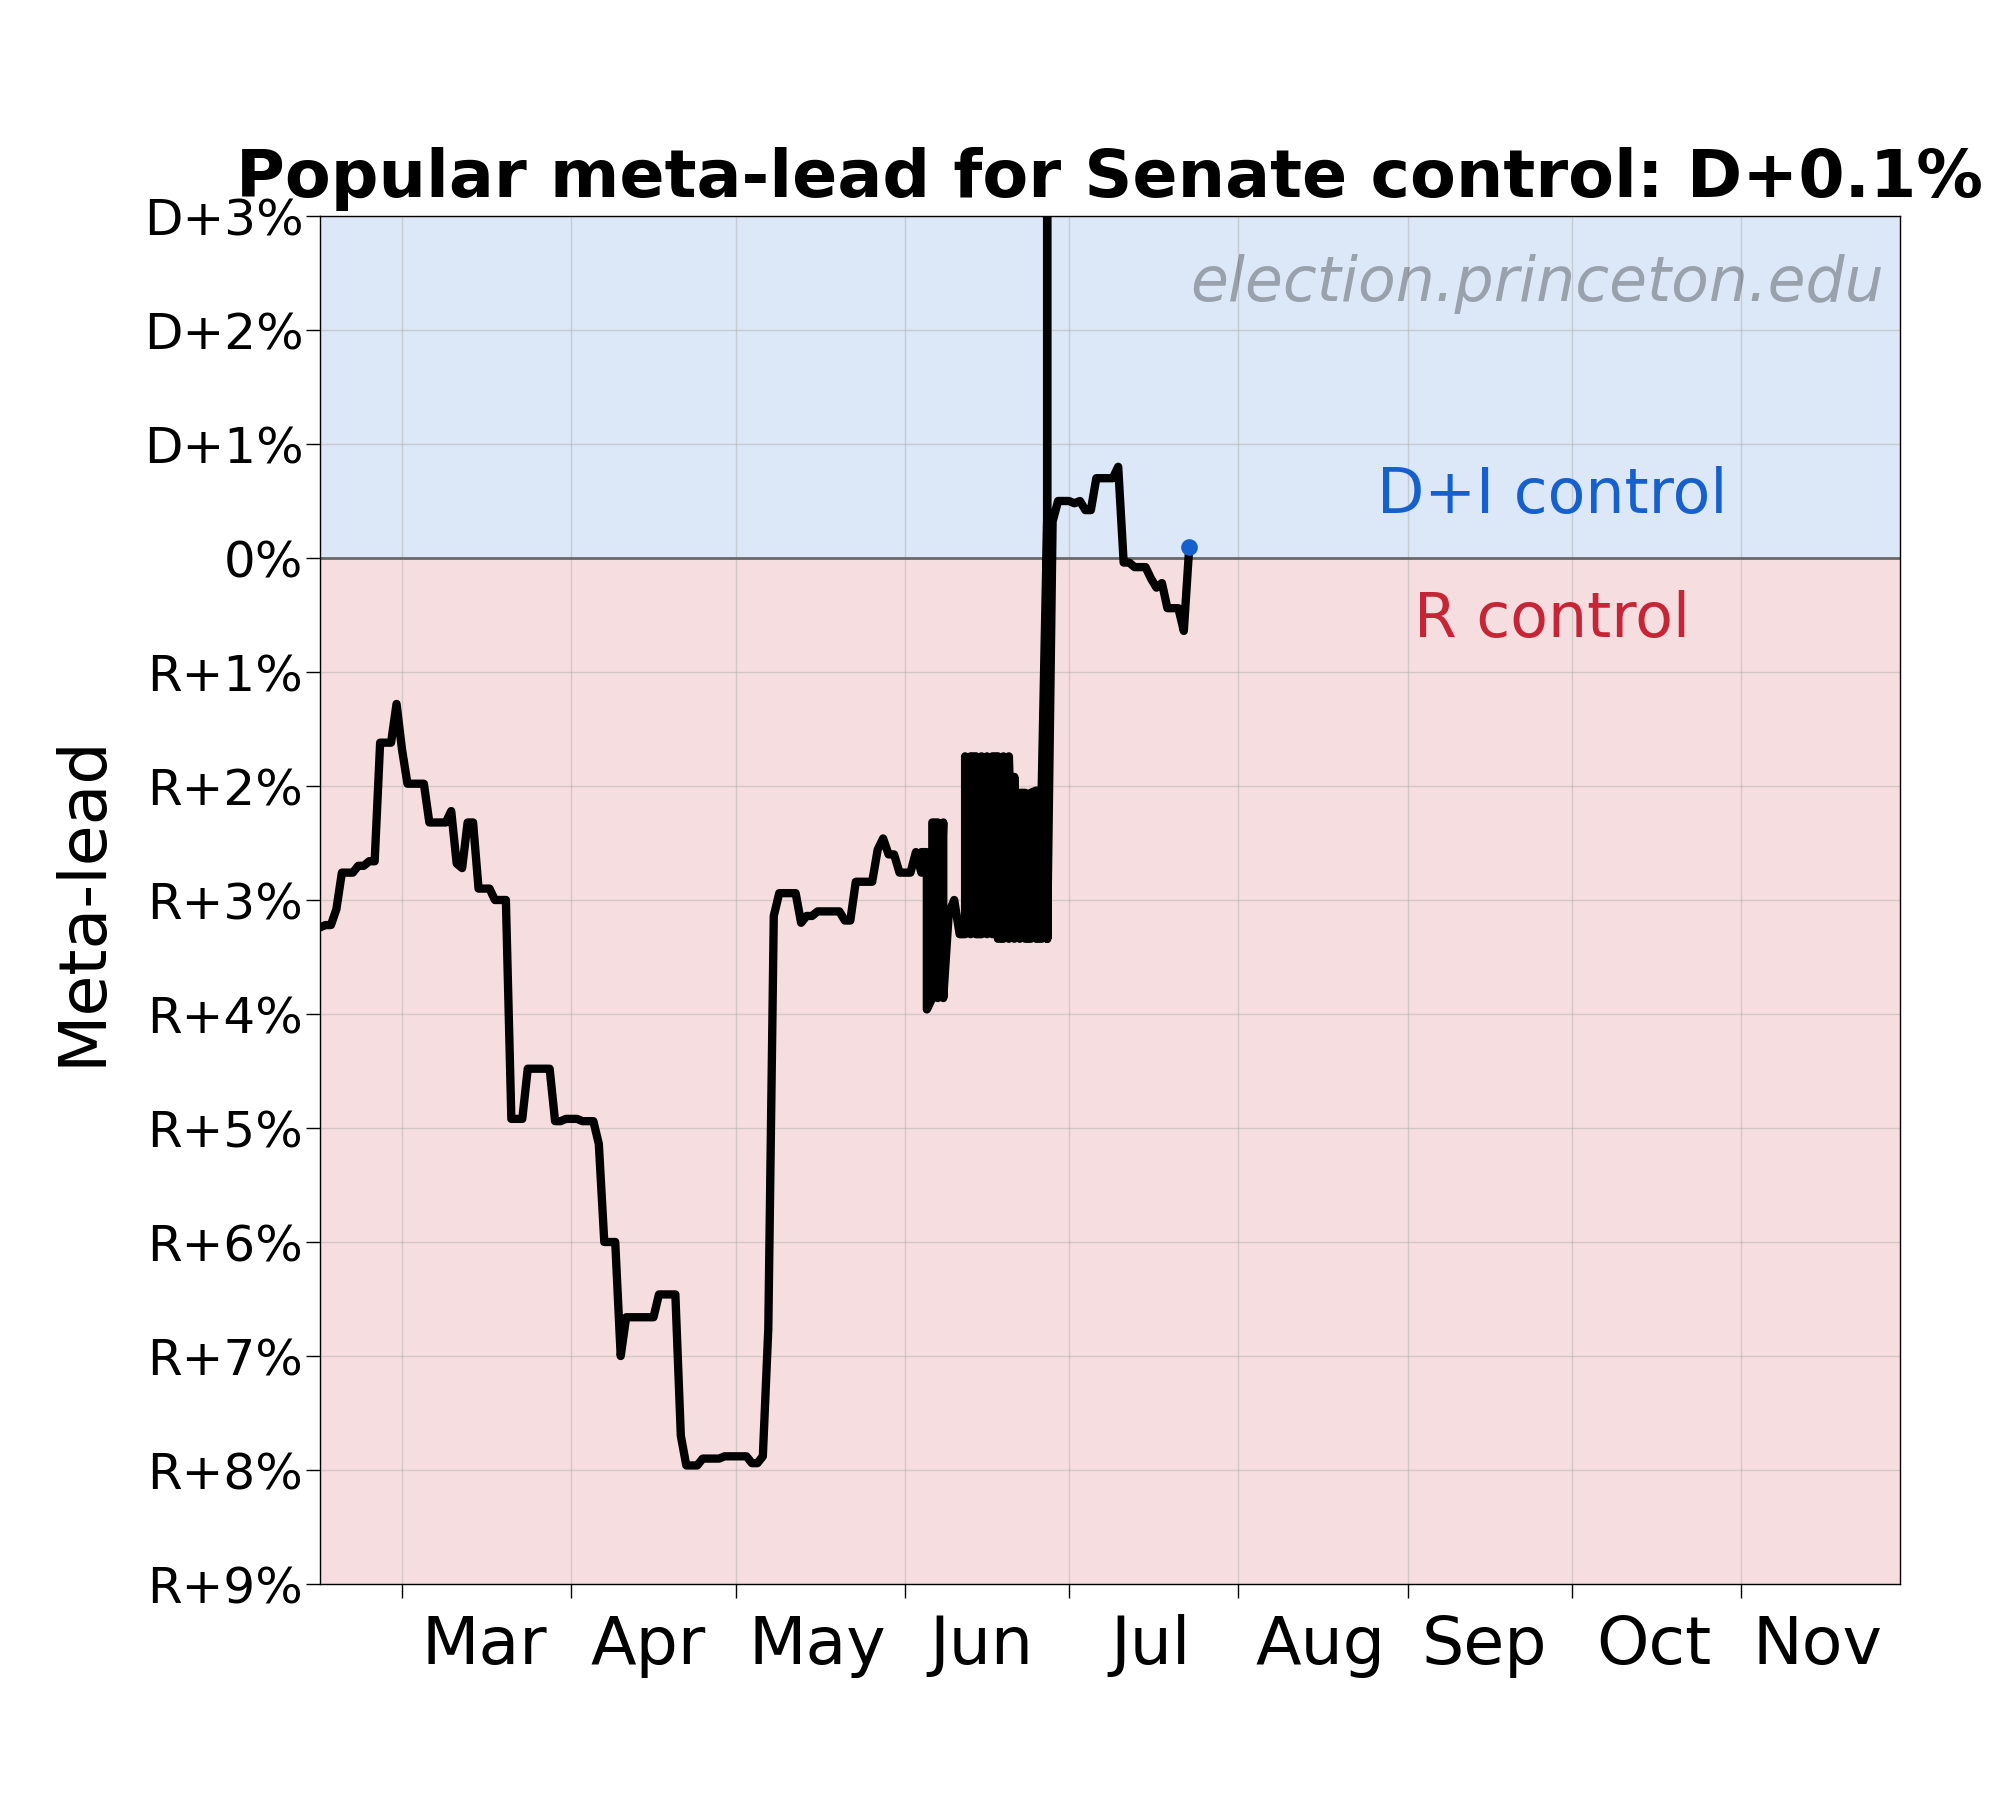 Popular meta-lead for Senate control: D+0.1%
D+3%
election.princeton.edu
D+2%
D+1%
D+I control
0%
R control
R+1%
R+2%
R+3%
Meta-lead
R+4%
R+5%
R+6%
R+7%
R+8%
R+9%
Mar Apr May Jun Jul Aug Sep Oct Nov